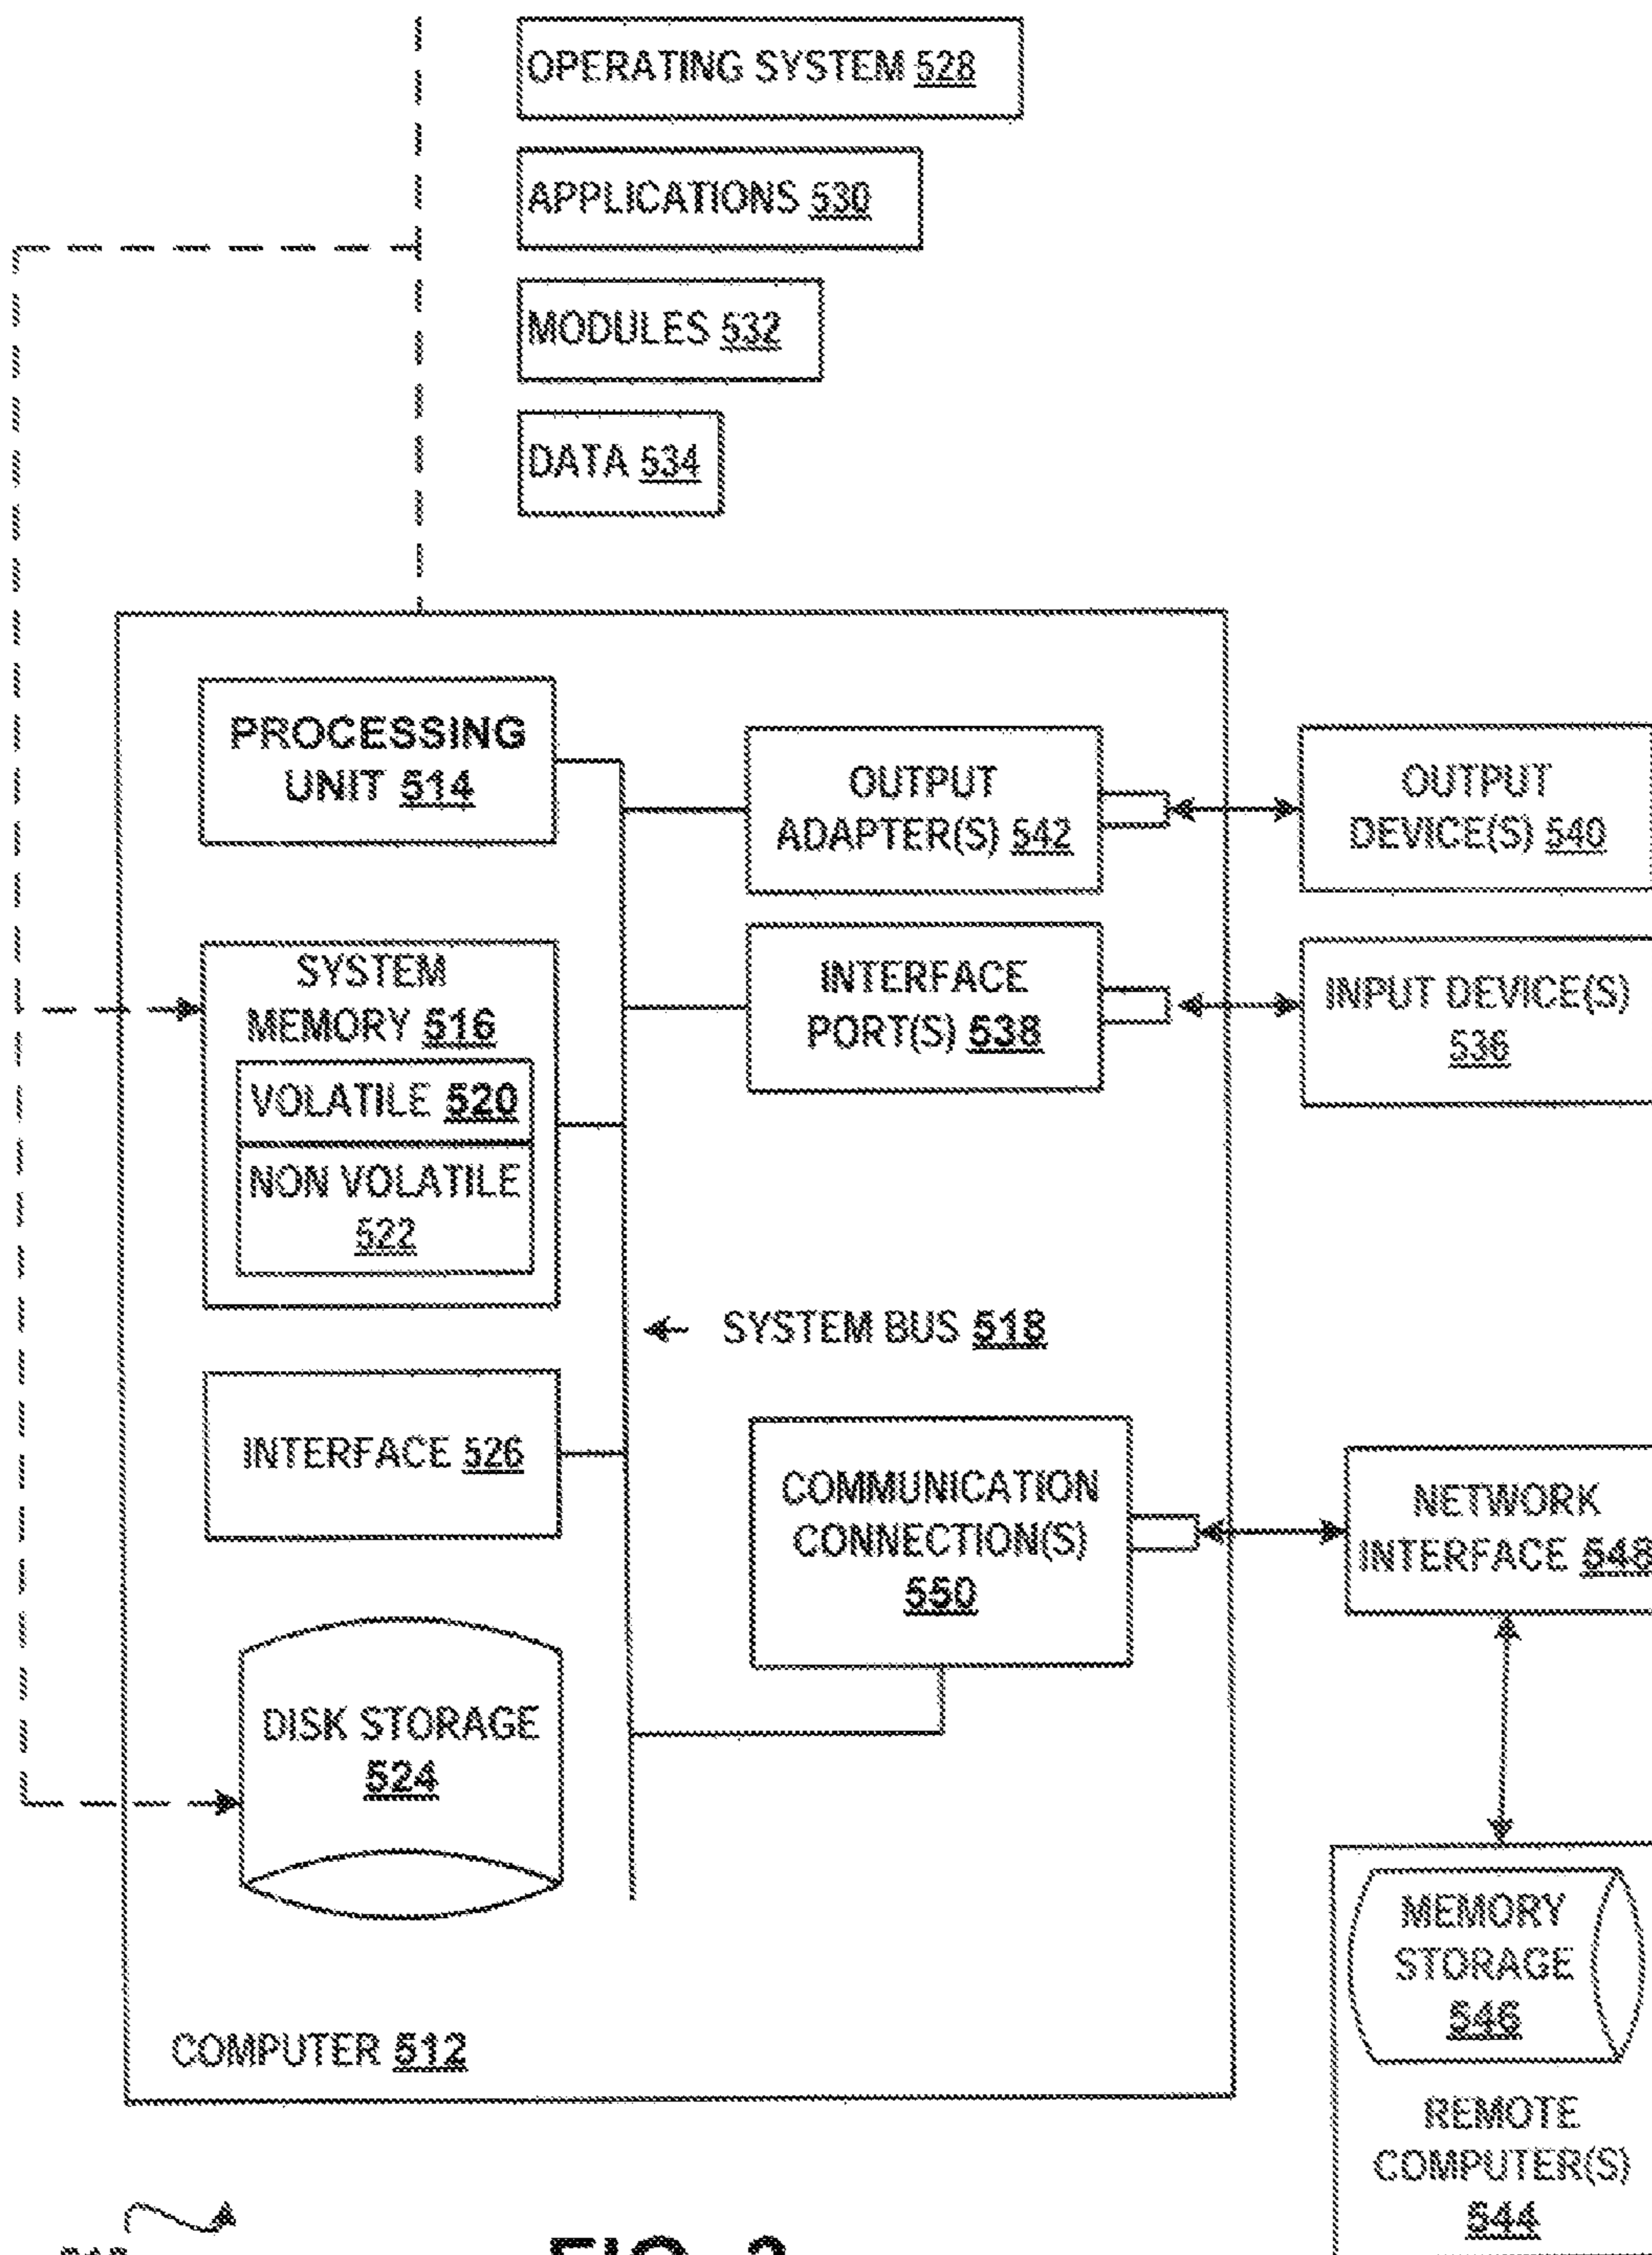 OPERATING SYSTEM 528
APPLICATIONS 530
MODULES 532
DATA 534
PROCESSING
UNIT 514
OUTPUT
ADAPTER(S) 542
OUTPUT
DEVICE(S) 540
SYSTEM
MEMORY 516
VOLATILE 520
NON VOLATILE
522
INTERFACE
PORT(S) 538
INPUT DEVICE(S)
536
SYSTEM BUS 518
INTERFACE 526
COMMUNICATION
CONNECTION(S)
550
NETWORK
INTERFACE 548
DISK STORAGE
524
MEMORY
STORAGE
546
COMPUTER 512
REMOTE
COMPUTER(S)
544